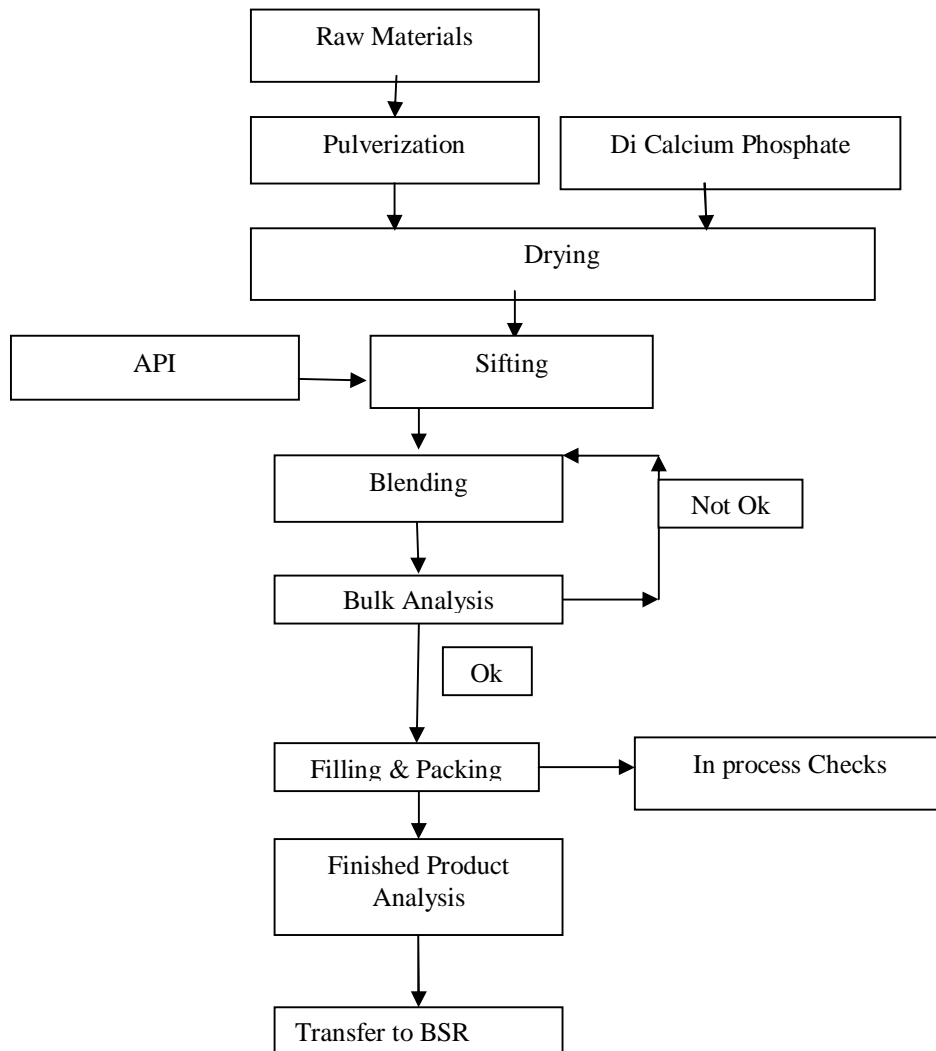 Raw Materials
Pulverization
Di Calcium Phosphate
Drying
API
Sifting
Blending
Not Ok
Bulk Analysis
Ok
Filling & Packing
In process Checks
Finished Product
Analysis
Transfer to BSR